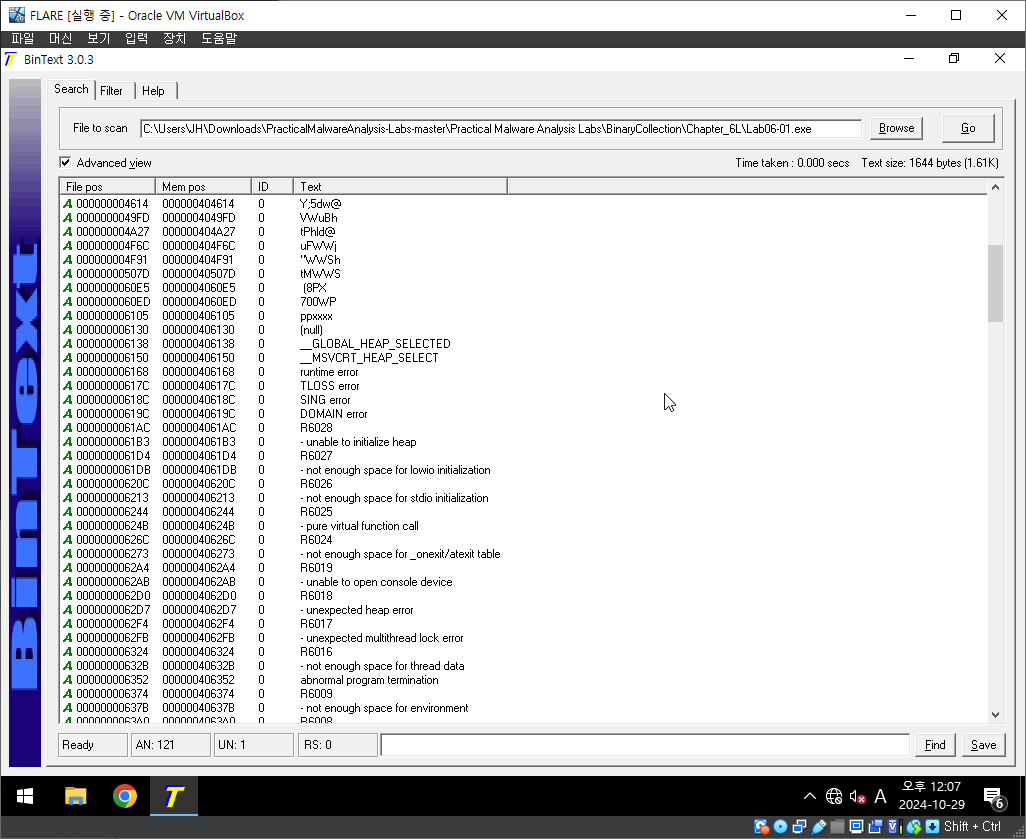 FLARE [실행 중] - Oracle VM VirtualBox
파일 머신 보기 입력 장치 도움말
BinText 3.0.3
Search Filter Help
File to scan C:\Users\JH\Downloads\PracticalMalwareAnalysis-Labs-master\Practical Malware Analysis Labs\BinaryCollection\Chapter_6L\Lab06-01.exe Browse Go
Advanced view Time taken : 0.000 secs Text size: 1644 bytes (1.61K)
File pos Mem pos ID Text
A 000000004614 000000404614 0 Y;5dw@
A 0000000049FD 0000004049FD 0 VWuBh
A 000000004A27 000000404A27 0 tPhld@
A 000000004F6C 000000404F6C 0 uFWWj
A 000000004F91 000000404F91 0 "WWSh
A 00000000507D 00000040507D 0 tMWWS
A 0000000060E5 0000004060E5 0 (8PX
A 0000000060ED 0000004060ED 0 700WP
A 000000006105 000000406105 0 ppxxxx
A 000000006130 000000406130 0 (null)
A 000000006138 000000406138 0 __GLOBAL_HEAP_SELECTED
A 000000006150 000000406150 0 __MSVCRT_HEAP_SELECT
A 000000006168 000000406168 0 runtime error
A 00000000617C 00000040617C 0 TLOSS error
A 00000000618C 00000040618C 0 SING error
A 00000000619C 00000040619C 0 DOMAIN error
A 0000000061AC 0000004061AC 0 R6028
A 0000000061B3 0000004061B3 0 - unable to initialize heap
A 0000000061D4 0000004061D4 0 R6027
A 0000000061DB 0000004061DB 0 - not enough space for lowio initialization
A 00000000620C 00000040620C 0 R6026
A 000000006213 000000406213 0 - not enough space for stdio initialization
A 000000006244 000000406244 0 R6025
A 00000000624B 00000040624B 0 - pure virtual function call
A 00000000626C 00000040626C 0 R6024
A 000000006273 000000406273 0 - not enough space for _onexit/atexit table
A 0000000062A4 0000004062A4 0 R6019
A 0000000062AB 0000004062AB 0 - unable to open console device
A 0000000062D0 0000004062D0 0 R6018
A 0000000062D7 0000004062D7 0 - unexpected heap error
A 0000000062F4 0000004062F4 0 R6017
A 0000000062FB 0000004062FB 0 - unexpected multithread lock error
A 000000006324 000000406324 0 R6016
A 00000000632B 00000040632B 0 - not enough space for thread data
A 000000006352 000000406352 0 abnormal program termination
A 000000006374 000000406374 0 R6009
A 00000000637B 00000040637B 0 - not enough space for environment
A 0000000063A0 0000004063A0 0 R6008
BinText
Ready AN: 121 UN: 1 RS: 0 Find Save
A 오후 12:07
2024-10-29 6
Shift + Ctrl